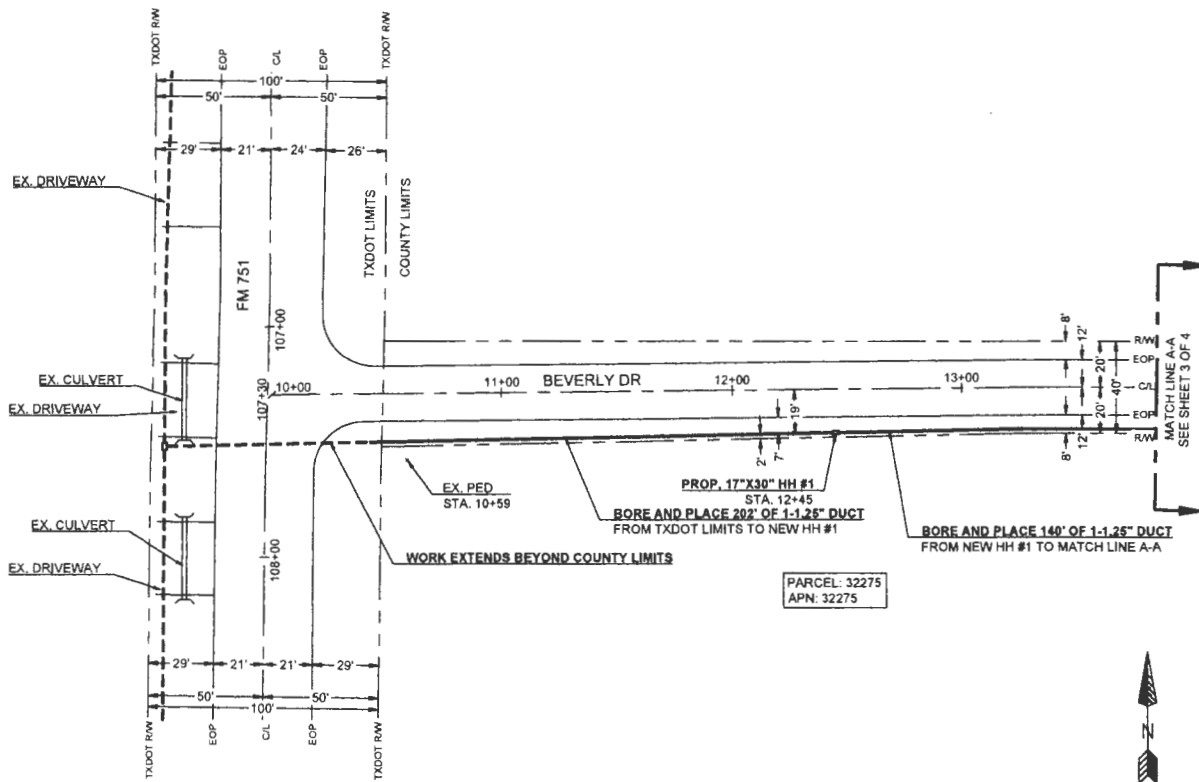 TXDOT R/W
EOP
C/L
EOP
TXDOT R/W
100'
50'
50'
29'
21'
24'
26'
EX. DRIVEWAY
FM 751
TXDOT LIMITS
COUNTY LIMITS
107+00
107+30
10+00
11+00
BEVERLY DR
12+00
13+00
8'
12'
20'
40'
20'
12'
8'
19'
2'
7'
R/W
EOP
C/L
EOP
R/W
MATCH LINE A-A
SEE SHEET 3 OF 4
EX. CULVERT
EX. DRIVEWAY
EX. PED
STA. 10+59
PROP. 17"X30" HH #1
STA. 12+45
BORE AND PLACE 202' OF 1-1.25" DUCT
FROM TXDOT LIMITS TO NEW HH #1
BORE AND PLACE 140' OF 1-1.25" DUCT
FROM NEW HH #1 TO MATCH LINE A-A
EX. CULVERT
WORK EXTENDS BEYOND COUNTY LIMITS
108+00
EX. DRIVEWAY
PARCEL: 32275
APN: 32275
29'
21'
21'
29'
50'
50'
100'
TXDOT R/W
EOP
C/L
EOP
TXDOT R/W
N